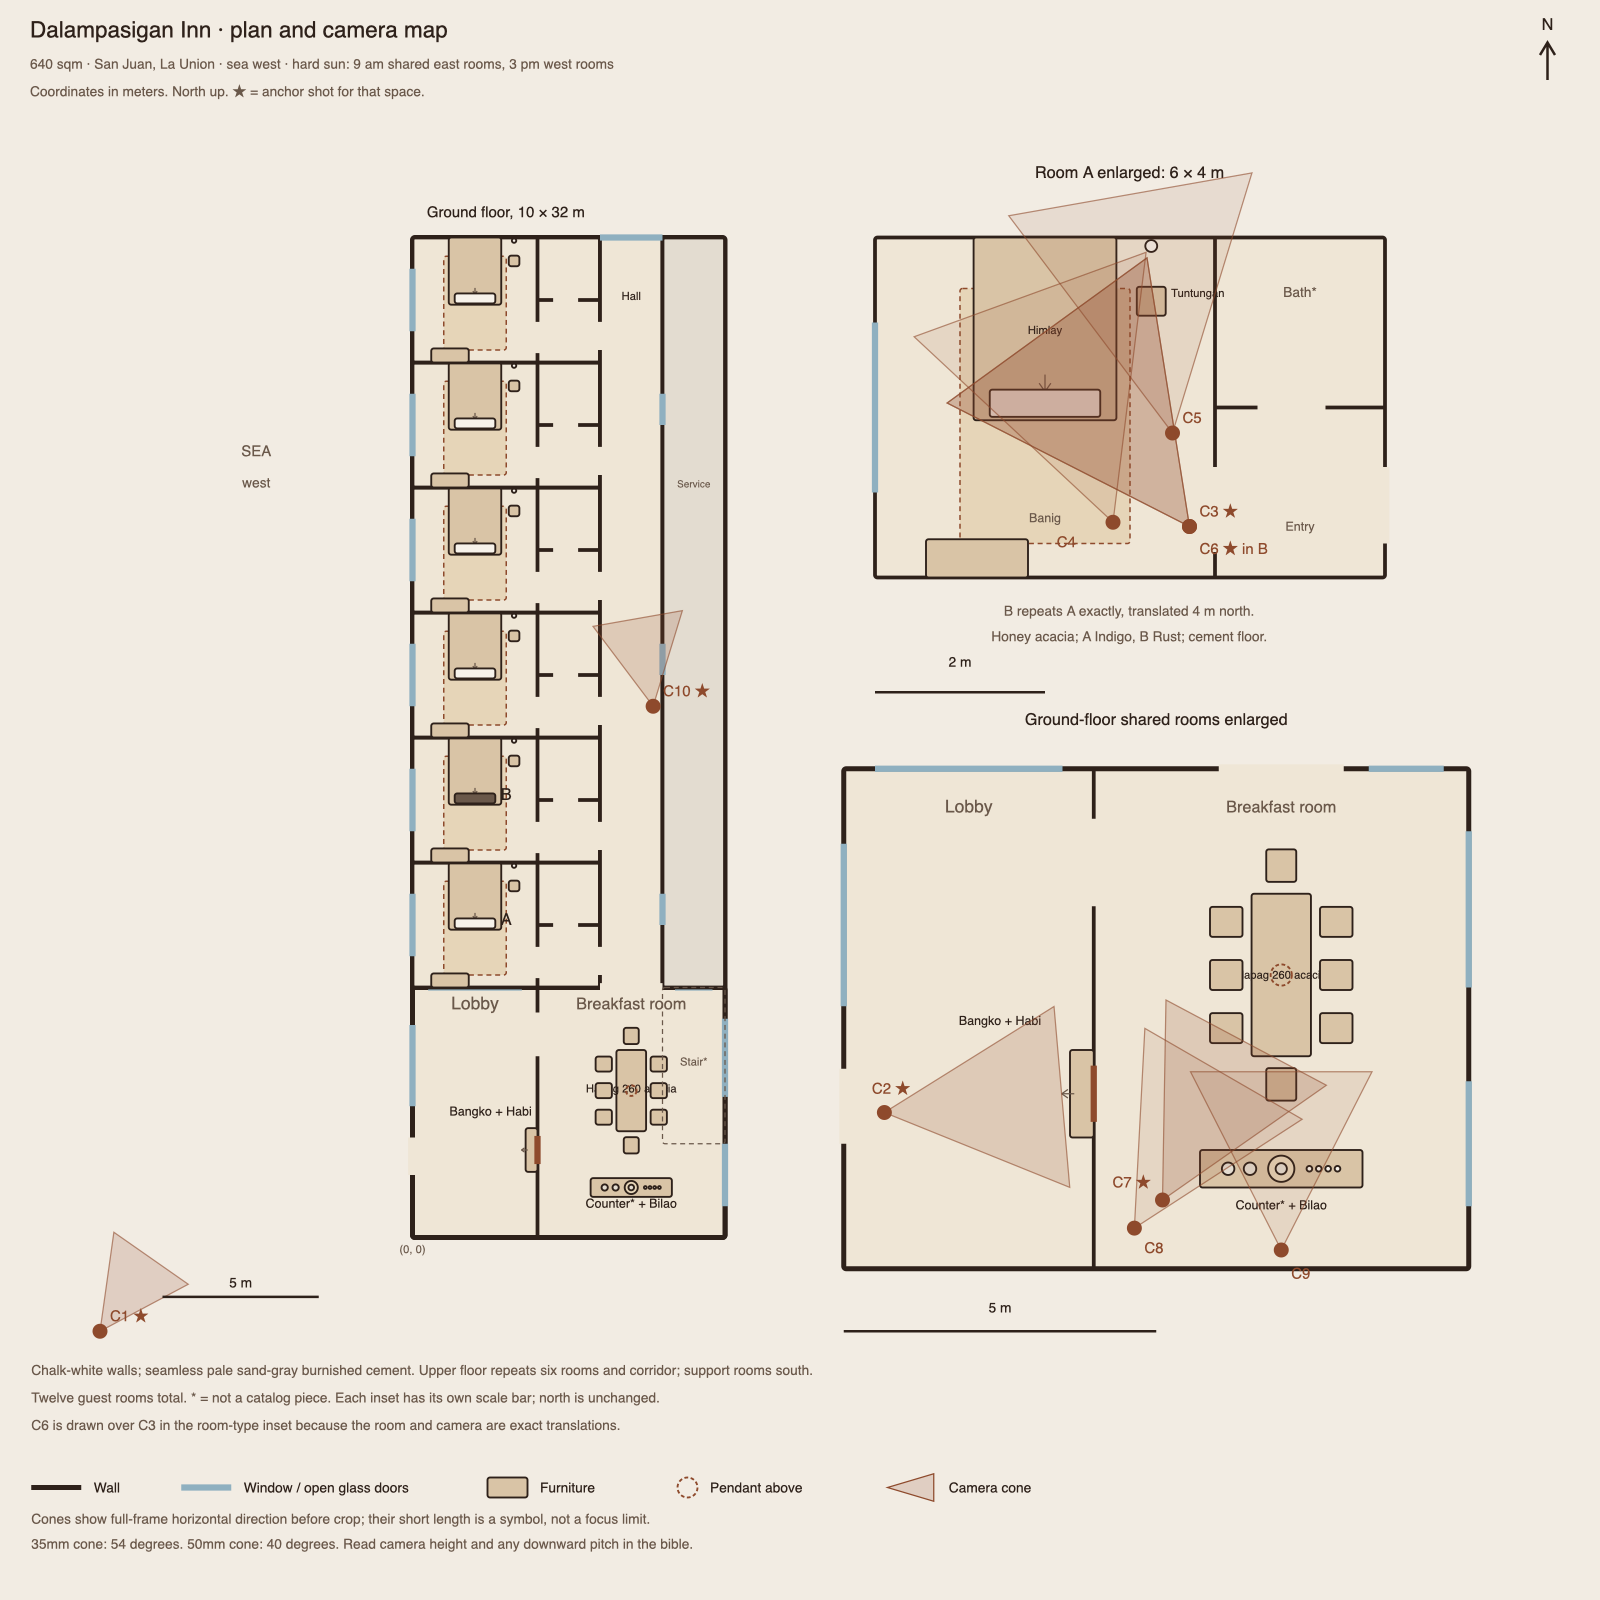 Dalampasigan Inn · plan and camera map
640 sqm · San Juan, La Union · sea west · hard sun: 9 am shared east rooms, 3 pm west rooms
Coordinates in meters. North up. ★ = anchor shot for that space.
N
Ground floor, 10 × 32 m
Hall
SEA
west
Service
C10 ★
B
A
Lobby
Breakfast room
Stair*
Bangko + Habi
Counter* + Bilao
(0, 0)
5 m
C1 ★
Room A enlarged: 6 × 4 m
Tuntungan
Bath*
Himlay
C5
C3 ★
Banig
Entry
C4
C6 ★ in B
B repeats A exactly, translated 4 m north.
Honey acacia; A Indigo, B Rust; cement floor.
2 m
Ground-floor shared rooms enlarged
Lobby
Breakfast room
260
Bangko + Habi
C2 ★
C7 ★
Counter* + Bilao
C8
C9
5 m
Chalk-white walls; seamless pale sand-gray burnished cement. Upper floor repeats six rooms and corridor; support rooms south.
Twelve guest rooms total. * = not a catalog piece. Each inset has its own scale bar; north is unchanged.
C6 is drawn over C3 in the room-type inset because the room and camera are exact translations.
Wall
Window / open glass doors
Furniture
Pendant above
Camera cone
Cones show full-frame horizontal direction before crop; their short length is a symbol, not a focus limit.
35mm cone: 54 degrees. 50mm cone: 40 degrees. Read camera height and any downward pitch in the bible.